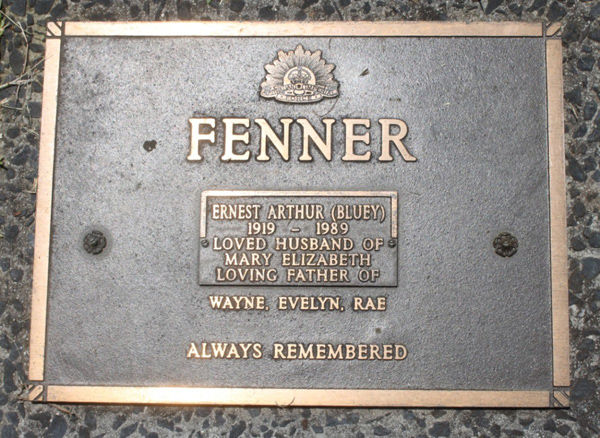 FENNER
ERNEST ARTHUR (BLUEY)
1919 – 1989
LOVED HUSBAND OF
MARY ELIZABETH
LOVING FATHER OF
WAYNE, EVELYN, RAE
ALWAYS REMEMBERED